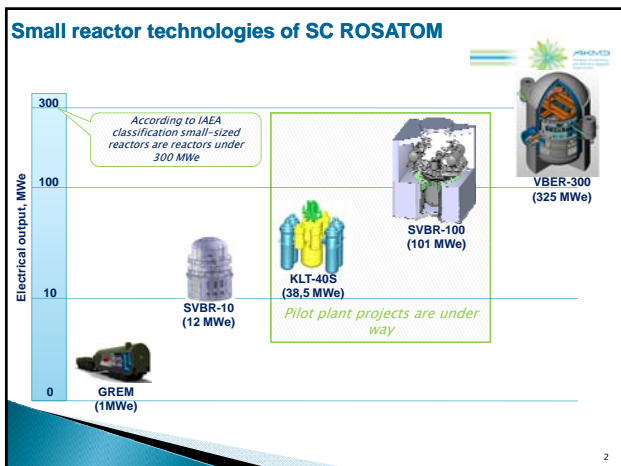 Small reactor technologies of SC ROSATOM
300
According to IAEA
classification small-sized
reactors are reactors under
300 MWe
100
10
0
Electrical output, MWe
VBER-300
(325 MWe)
SVBR-100
(101 MWe)
KLT-40S
(38,5 MWe)
SVBR-10
(12 MWe)
Pilot plant projects are under
way
GREM
(1MWe)
2